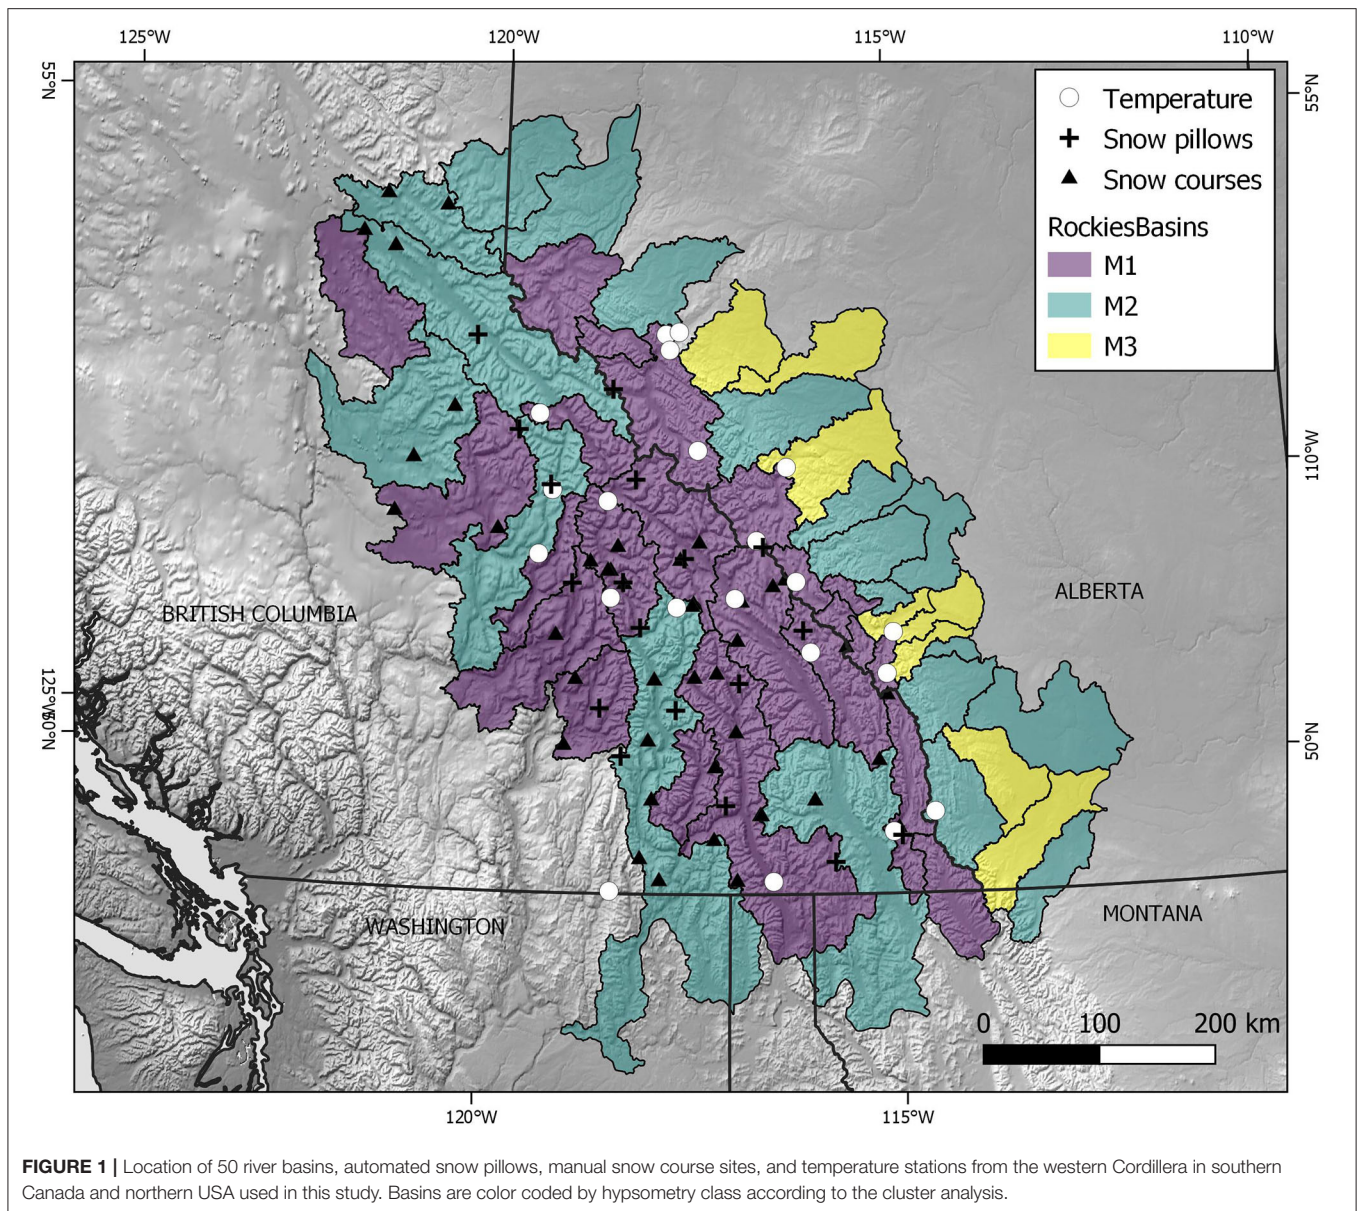 125°W 120°W 115°W 110°W
55°N
55°N
Temperature
Snow pillows
Snow courses
RockiesBasins
M1
M2
M3
110°W
ALBERTA
BRITISH COLUMBIA
125°W
50°N
50°N
WASHINGTON
MONTANA
0 100 200 km
120°W 115°W
FIGURE 1 | Location of 50 river basins, automated snow pillows, manual snow course sites, and temperature stations from the western Cordillera in southern
Canada and northern USA used in this study. Basins are color coded by hypsometry class according to the cluster analysis.